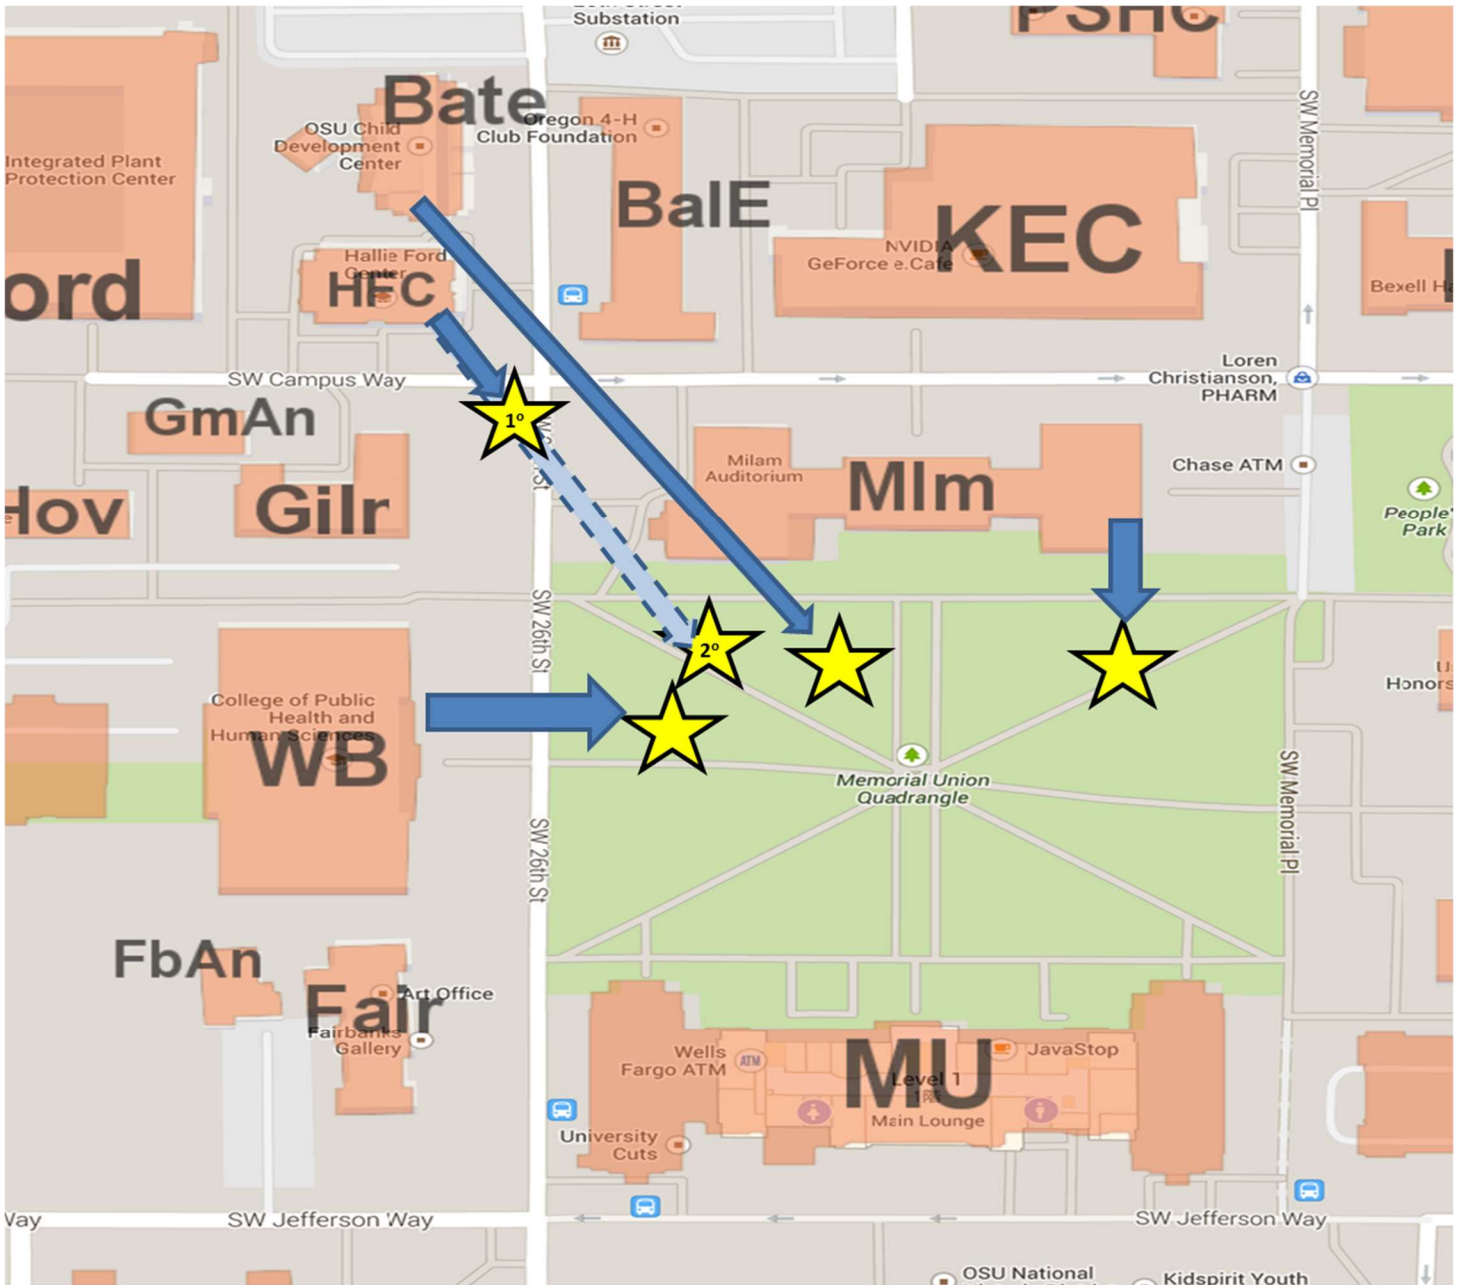 Substation
PSHC
Bate
Oregon 4-H
Club Foundation
OSU Child
Development
Center
Integrated Plant
Protection Center
SW Memorial Pl
BalE
KEC
NVIDIA
GeForce e.Cafe
Hallie Ford
Center
HFC
ord
Bexell
SW Campus Way
Loren
Christianson,
PHARM
GmAn
1º
St
Milam
Auditorium
Mlm
Chase ATM
Hov
Gilr
People'
Park
SW 26th St
2º
College of Public
Health and
Human Sciences
WB
Honors
Memorial Union
Quadrangle
SW Memorial Pl
SW 26th St
FbAn
Fair
Art Office
Fairbanks
Gallery
Wells
Fargo ATM
ATM
MU
JavaStop
Level 1
Main Lounge
University
Cuts
Way
SW Jefferson Way
SW Jefferson Way
OSU National
Kidspirit Youth